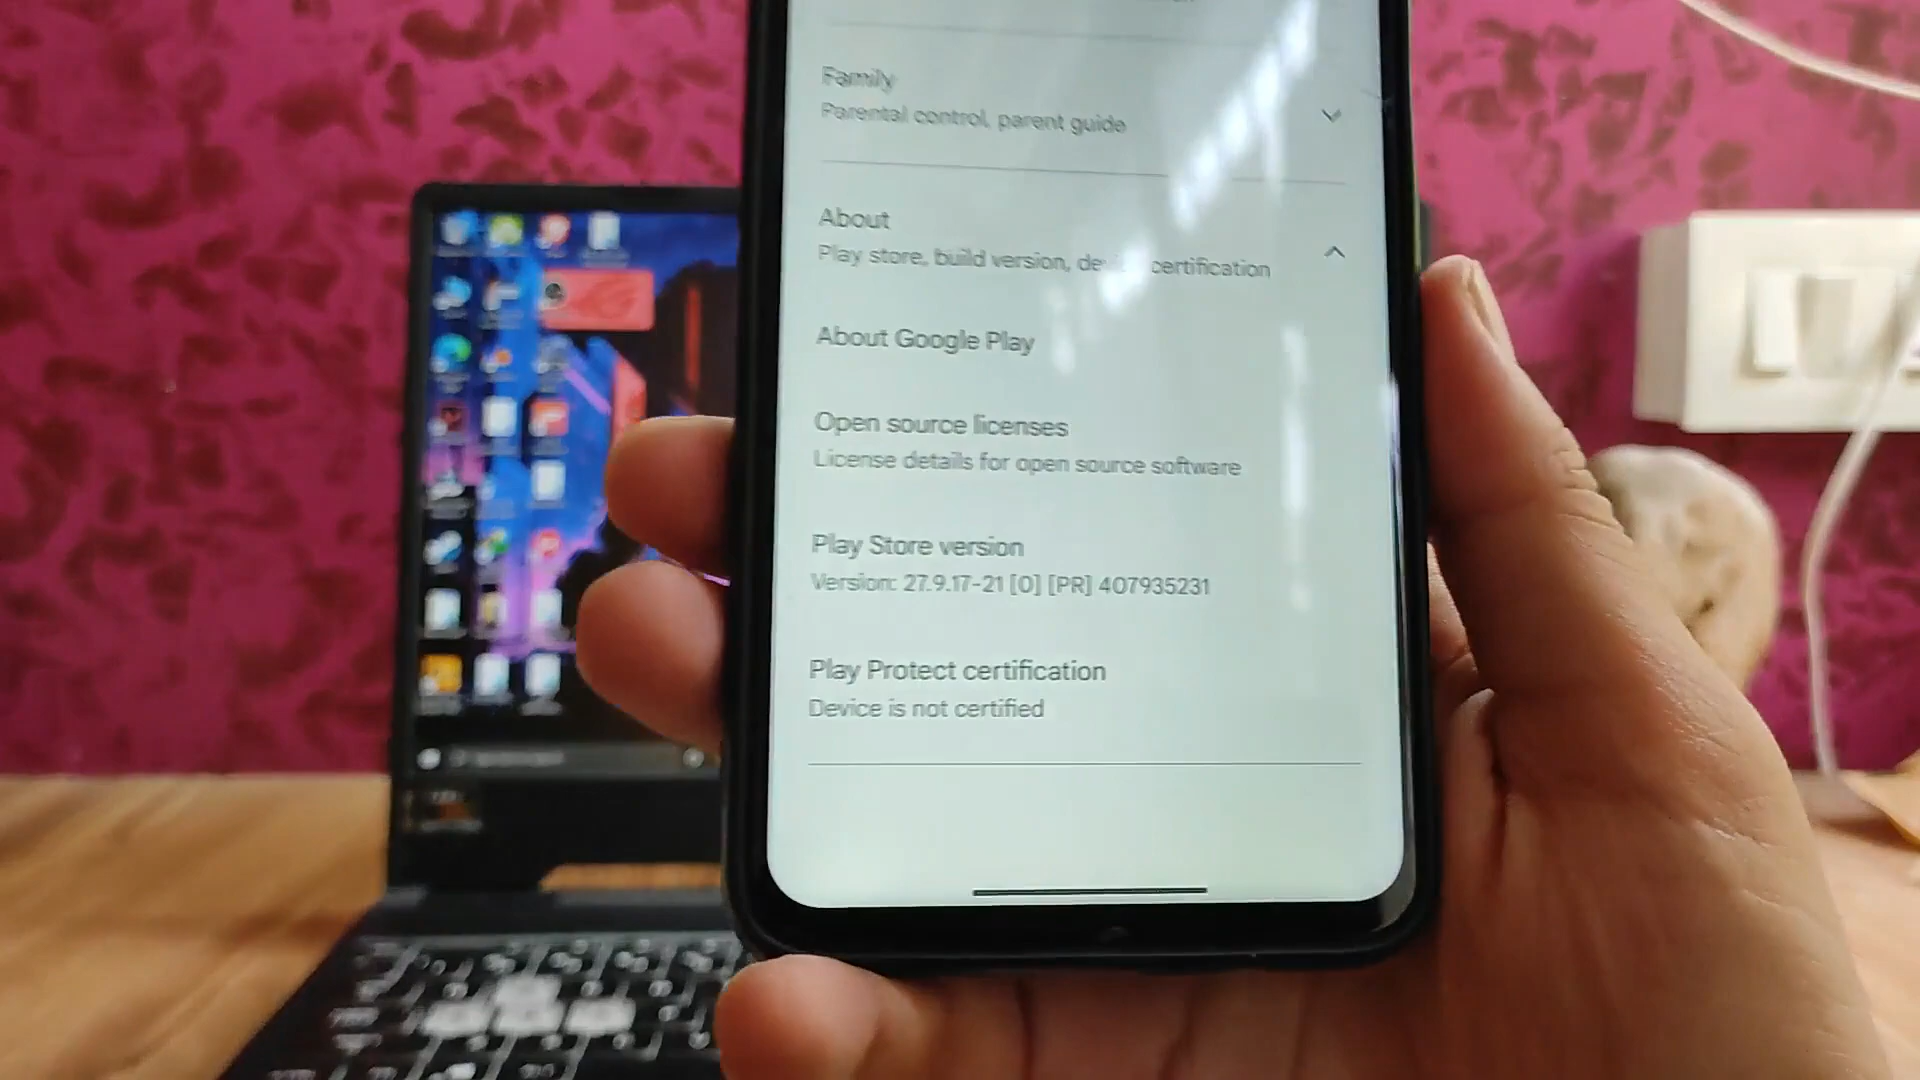 Family
Parental control, parent guide
About
Play store, build version, certification
About Google Play
Open source licenses
License details for open source software
Play Store version
Version: 27.9.17-21 [0] [PR] 407935231
Play Protect certification
Device is not certified